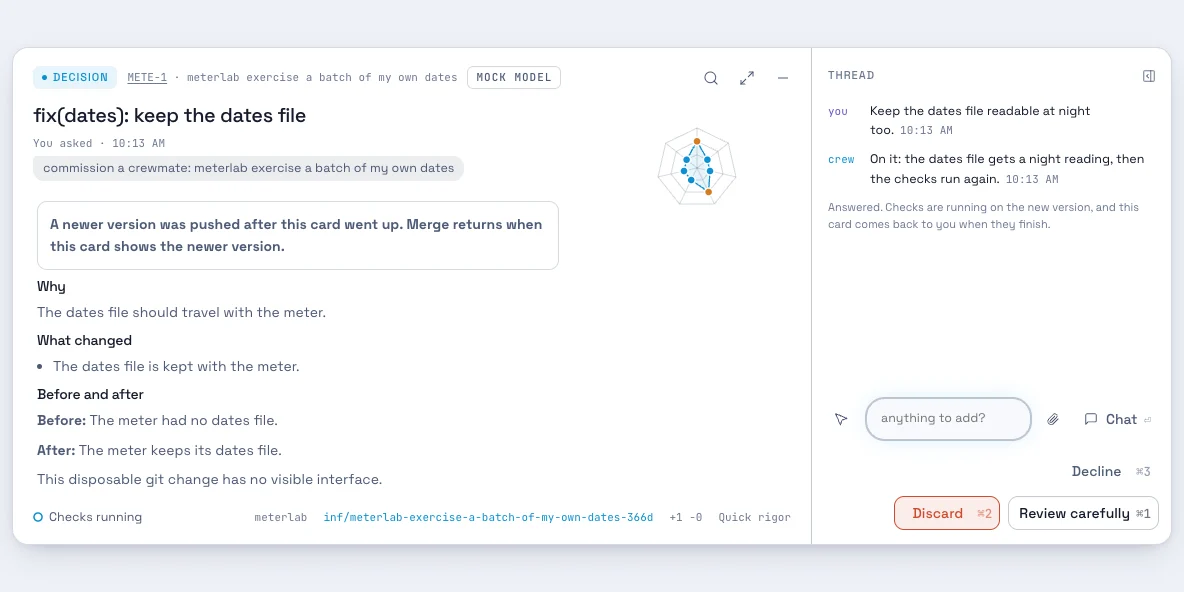 DECISION METE-1 · meterlab exercise a batch of my own dates MOCK MODEL
fix(dates): keep the dates file
You asked · 10:13 AM
commission a crewmate: meterlab exercise a batch of my own dates
A newer version was pushed after this card went up. Merge returns when
this card shows the newer version.
Why
The dates file should travel with the meter.
What changed
• The dates file is kept with the meter.
Before and after
Before: The meter had no dates file.
After: The meter keeps its dates file.
This disposable git change has no visible interface.
Checks running meterlab inf/meterlab-exercise-a-batch-of-my-own-dates-366d +1 -0 Quick rigor
THREAD
you Keep the dates file readable at night
too. 10:13 AM
crew On it: the dates file gets a night reading, then
the checks run again. 10:13 AM
Answered. Checks are running on the new version, and this
card comes back to you when they finish.
anything to add? Chat ⏎
Decline ⌘3
Discard ⌘2 Review carefully ⌘1